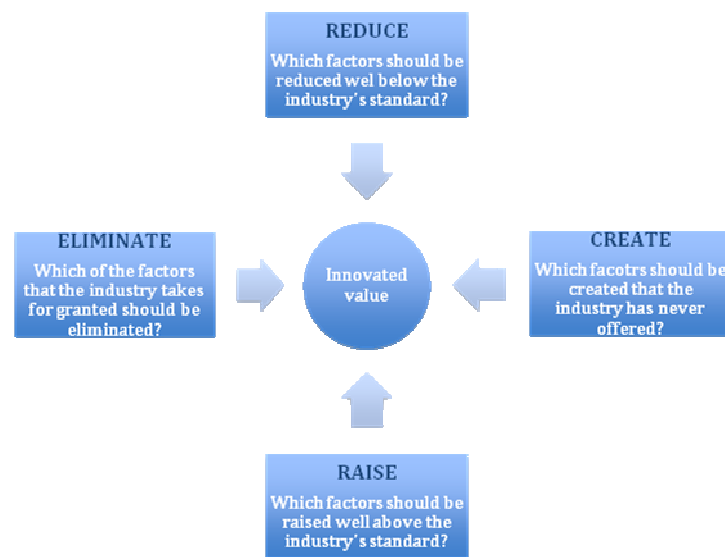 REDUCE
Which factors should be
reduced wel below the
industry´s standard?
ELIMINATE
Which of the factors
that the industry takes
for granted should be
eliminated?
Innovated
value
CREATE
Which facotrs should be
created that the
industry has never
offered?
RAISE
Which factors should be
raised well above the
industry´s standard?